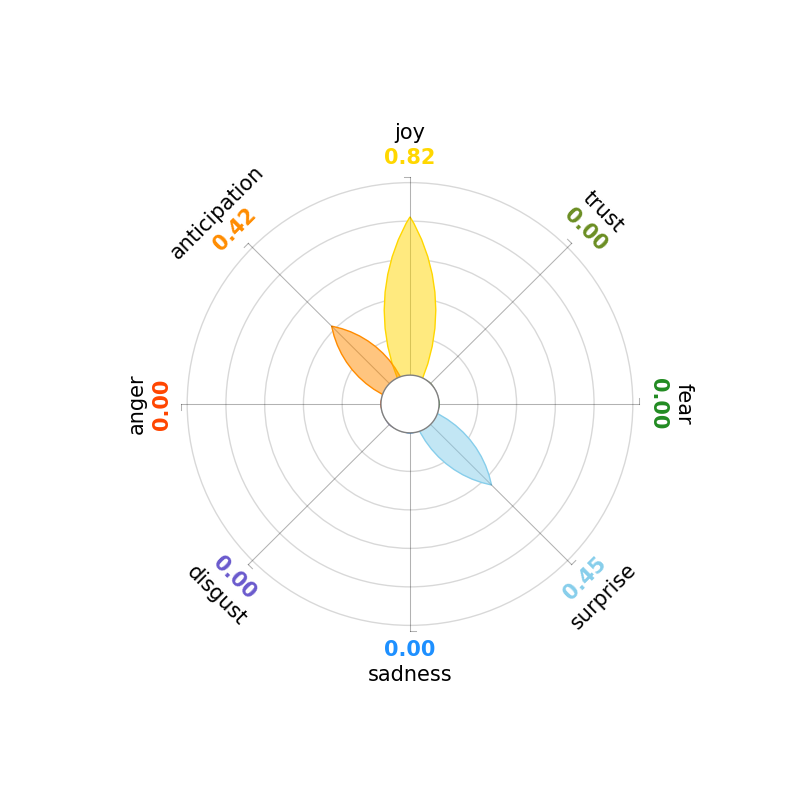 joy
0.82
trust
0.00
fear
0.00
surprise
0.45
0.00
sadness
disgust
0.00
anger
0.00
anticipation
0.42